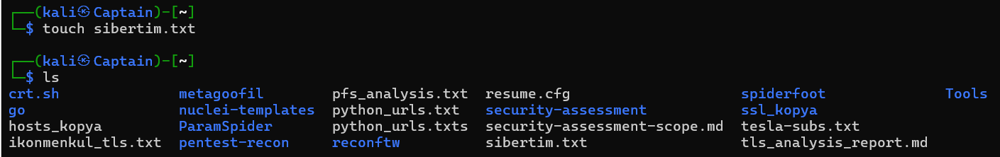 ┌──(kali㉿Captain)-[~]
└─$ touch sibertim.txt
┌──(kali㉿Captain)-[~]
└─$ ls
crt.sh metagoofil pfs_analysis.txt resume.cfg spiderfoot Tools
go nuclei-templates python_urls.txt security-assessment ssl_kopya
hosts_kopya ParamSpider python_urls.txts security-assessment-scope.md tesla-subs.txt
ikonmenkul_tls.txt pentest-recon reconftw sibertim.txt tls_analysis_report.md